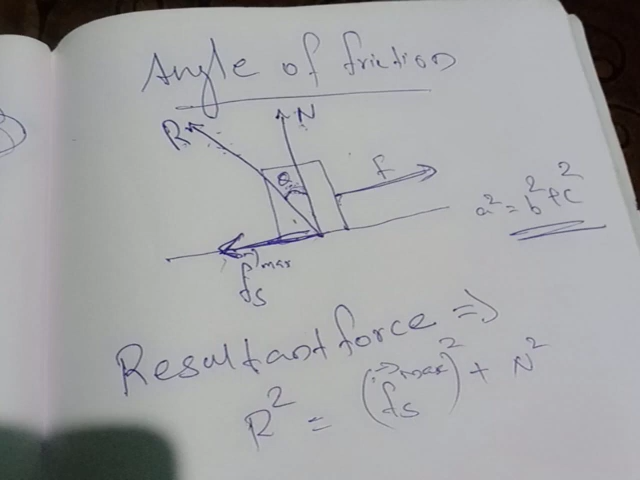 Angle of friction
R
N
θ
f
a² = b² + c²
(→)max
fs
Resultant force ⇒
R² = (fs max)² + N²